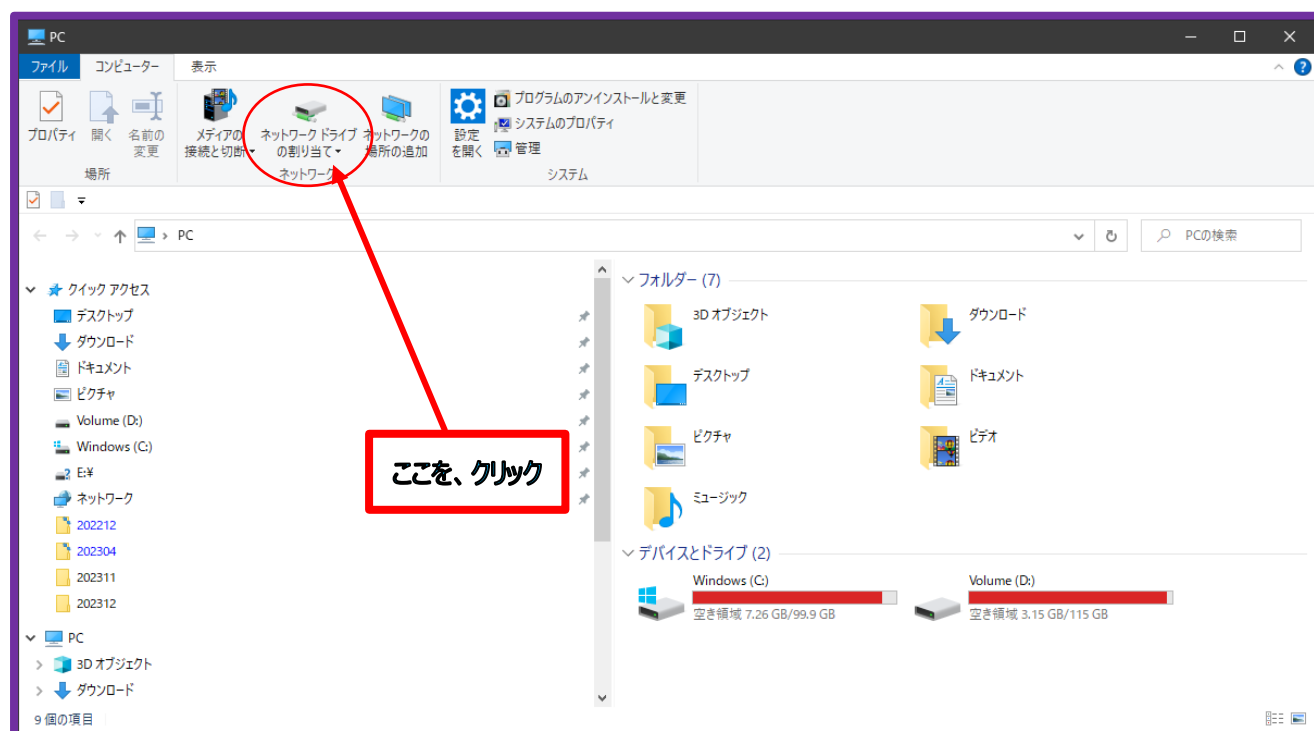 PC
ファイル コンピューター 表示
プロパティ
開く
名前の
変更
場所
メディアの
接続と切断
ネットワーク ドライブ
の割り当て
ネットワークの
場所の追加
ネットワーク
設定
を開く
プログラムのアンインストールと変更
システムのプロパティ
管理
システム
PC
PCの検索
クイック アクセス
デスクトップ
ダウンロード
ドキュメント
ピクチャ
Volume (D:)
Windows (C:)
E:¥
ネットワーク
202212
202304
202311
202312
PC
3D オブジェクト
ダウンロード
9 個の項目
ここを、クリック
フォルダー (7)
3D オブジェクト
ダウンロード
デスクトップ
ドキュメント
ピクチャ
ビデオ
ミュージック
デバイスとドライブ (2)
Windows (C:)
空き領域 7.26 GB/99.9 GB
Volume (D:)
空き領域 3.15 GB/115 GB